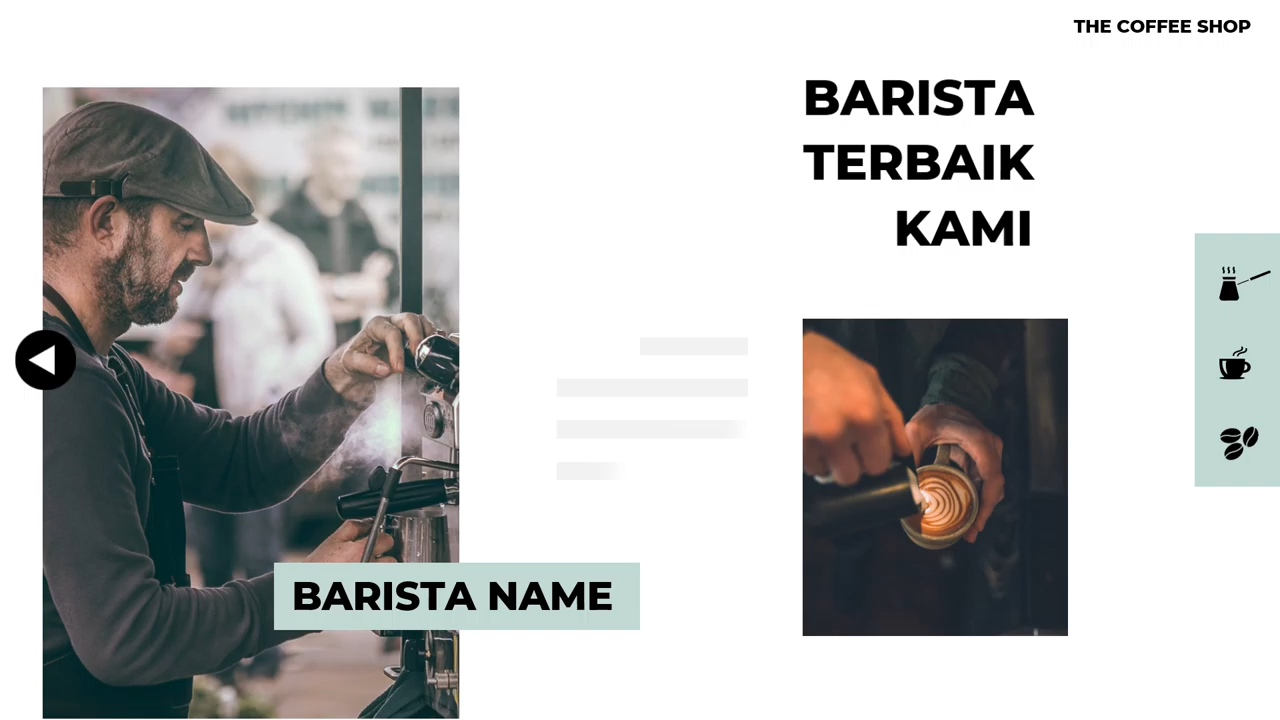 THE COFFEE SHOP
BARISTA
TERBAIK
KAMI
BARISTA NAME